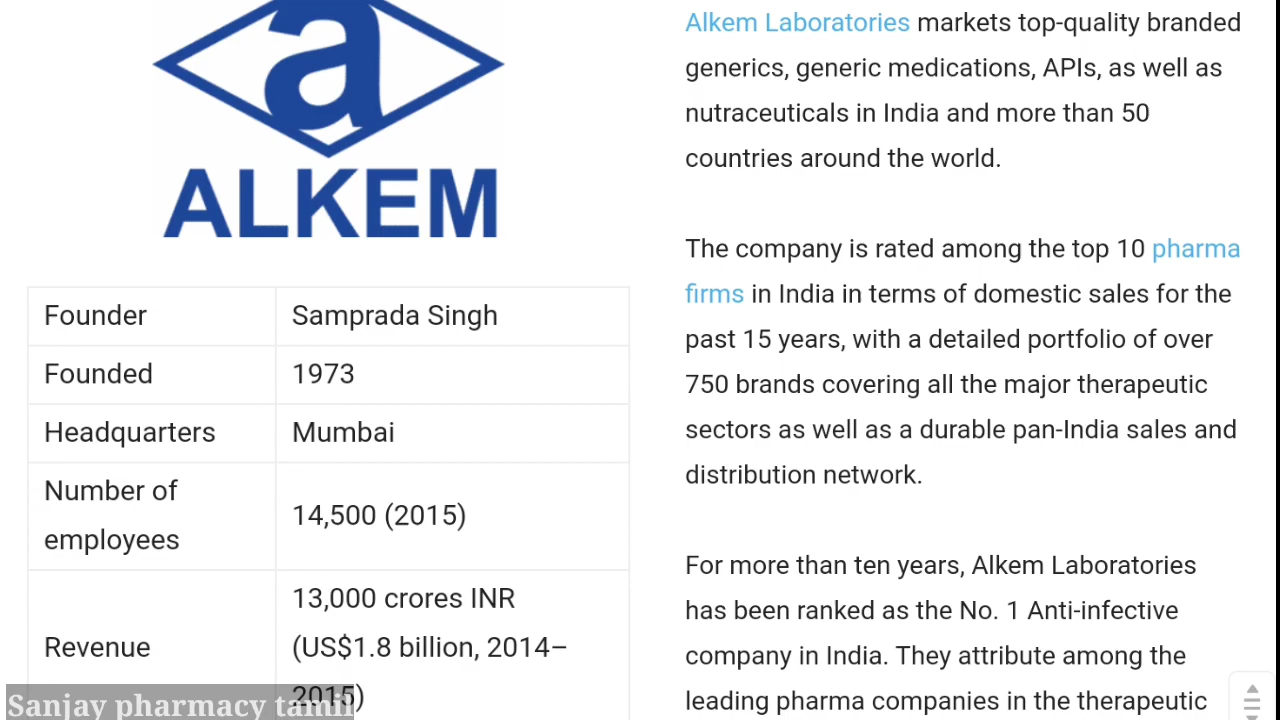 a
ALKEM
Founder Samprada Singh
Founded 1973
Headquarters Mumbai
Number of
employees
14,500 (2015)
Revenue
13,000 crores INR
(US$1.8 billion, 2014–
2015)
Alkem Laboratories markets top-quality branded
generics, generic medications, APIs, as well as
nutraceuticals in India and more than 50
countries around the world.
The company is rated among the top 10 pharma
firms in India in terms of domestic sales for the
past 15 years, with a detailed portfolio of over
750 brands covering all the major therapeutic
sectors as well as a durable pan-India sales and
distribution network.
For more than ten years, Alkem Laboratories
has been ranked as the No. 1 Anti-infective
company in India. They attribute among the
leading pharma companies in the therapeutic
Sanjay pharmacy tamil